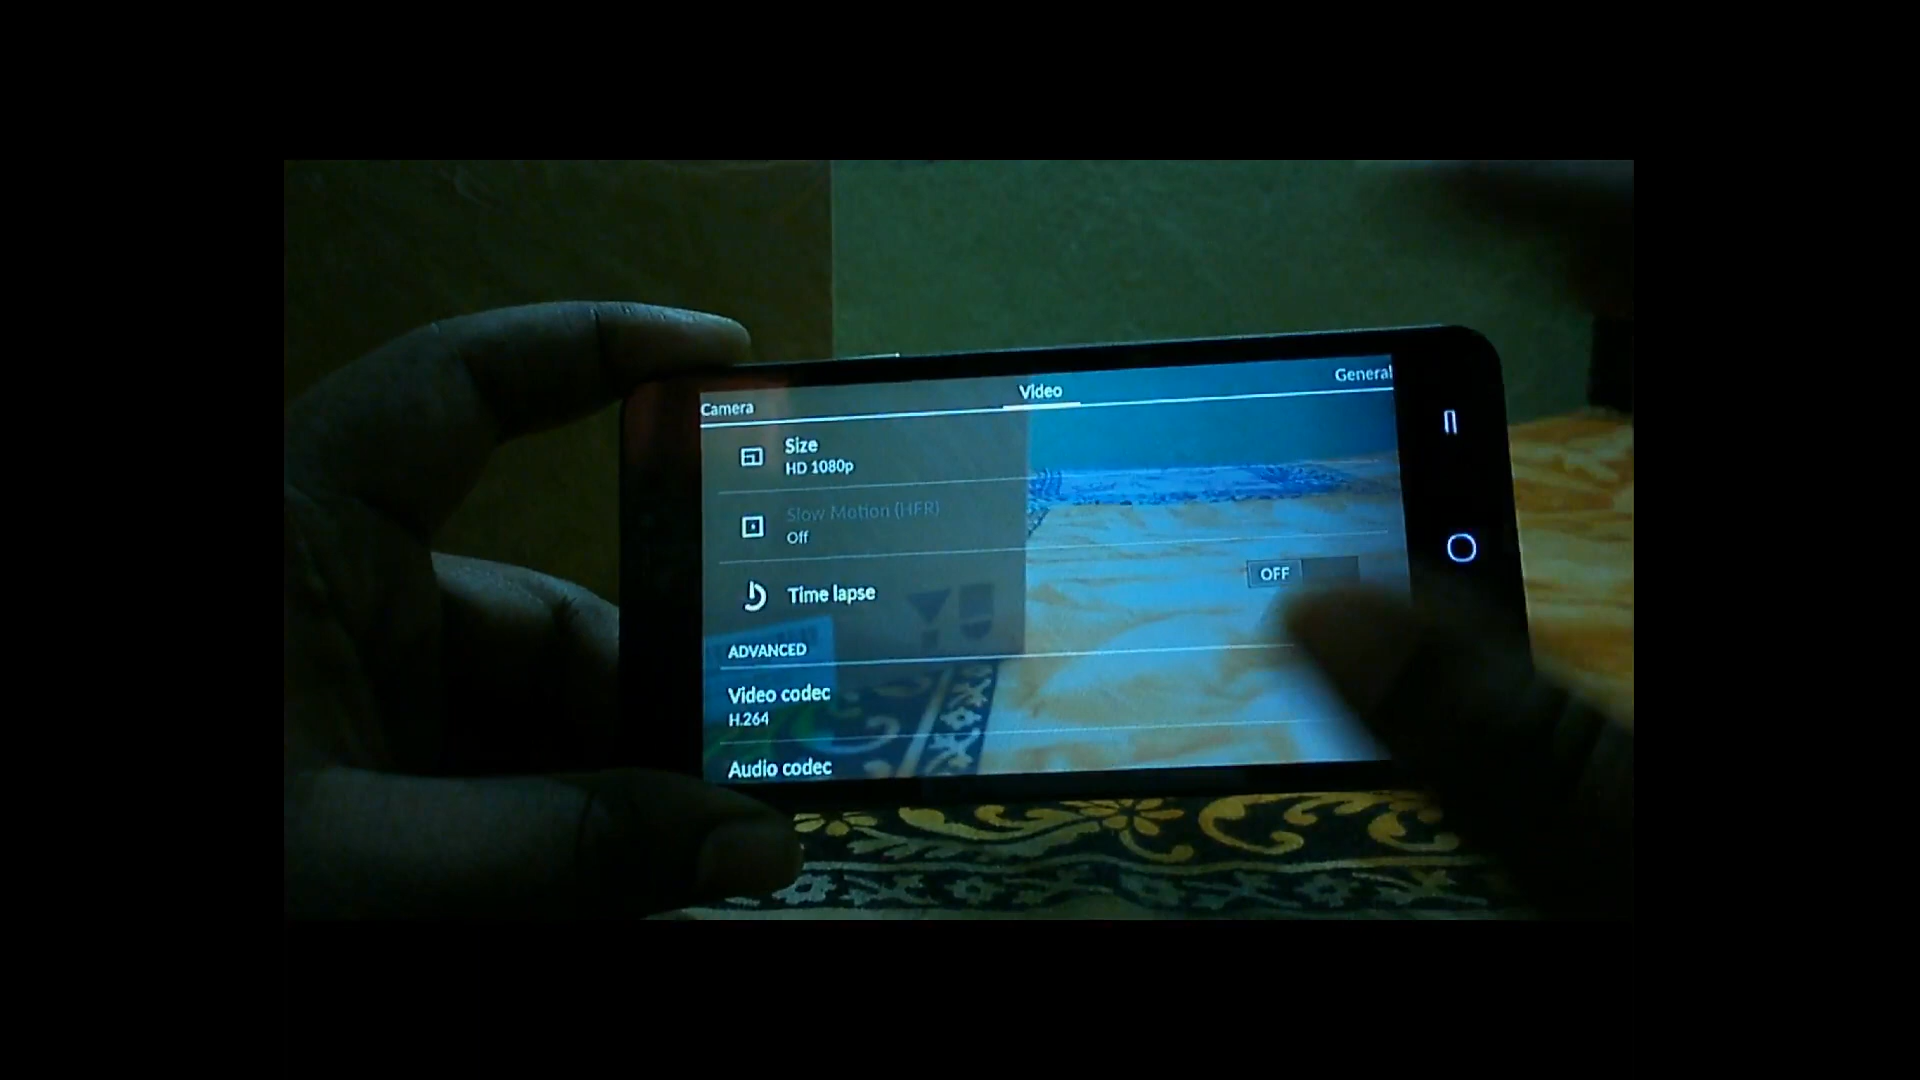 Camera Video General
Size
HD 1080p
Slow Motion (HFR)
Off
Time lapse OFF
ADVANCED
Video codec
H.264
Audio codec